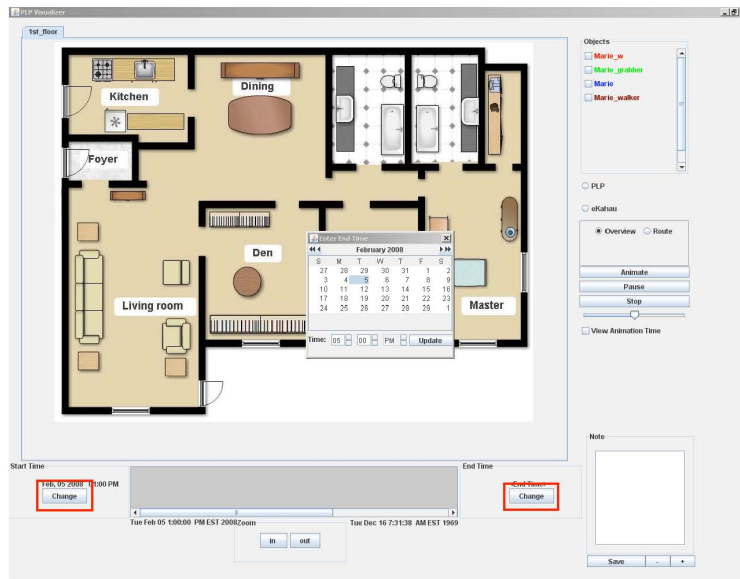 PLP Visualizer
1st_floor
Kitchen
Dining
Foyer
Den
Living room
Master
Enter End Time
February 2008
S M T W T F S
27 28 29 30 31 1 2
3 4 5 6 7 8 9
10 11 12 13 14 15 16
17 18 19 20 21 22 23
24 25 26 27 28 29 1
Time: 05 00 PM Update
Objects
Marie_w
Marie_grabber
Marie
Marie_walker
PLP
eKahau
Overview Route
Animate
Pause
Stop
View Animation Time
Note
Save - +
Start Time
Feb, 05 2008 01:00 PM
Change
End Time
<End Time>
Change
Tue Feb 05 1:00:00 PM EST 2008
Zoom
Tue Dec 16 7:31:38 AM EST 1969
in out